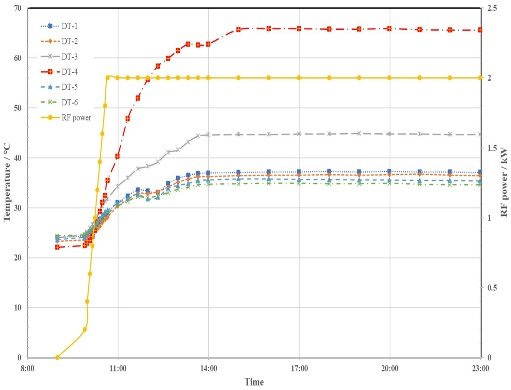 70
60
50
40
30
20
10
0
Temperature / °C
DT-1
DT-2
DT-3
DT-4
DT-5
DT-6
RF power
2.5
2
1.5
1
0.5
0
RF power / kW
8:00 11:00 14:00 17:00 20:00 23:00
Time